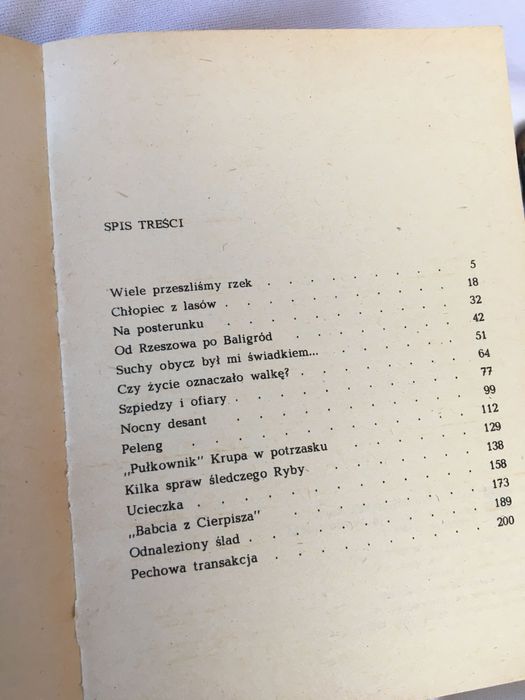 SPIS TREŚCI
Wiele przeszliśmy rzek . . . . . . . . 5
Chłopiec z lasów . . . . . . . . . 18
Na posterunku . . . . . . . . . 32
Od Rzeszowa po Baligród . . . . . . . 42
Suchy obycz był mi świadkiem... . . . . . . 51
Czy życie oznaczało walkę? . . . . . . . 64
Szpiedzy i ofiary . . . . . . . . . 77
Nocny desant . . . . . . . . . 99
Peleng . . . . . . . . . . 112
„Pułkownik" Krupa w potrzasku . . . . . . 129
Kilka spraw śledczego Ryby . . . . . . . 138
Ucieczka . . . . . . . . . . 158
„Babcia z Cierpisza" . . . . . . . . 173
Odnaleziony ślad . . . . . . . . . 189
Pechowa transakcja . . . . . . . . 200